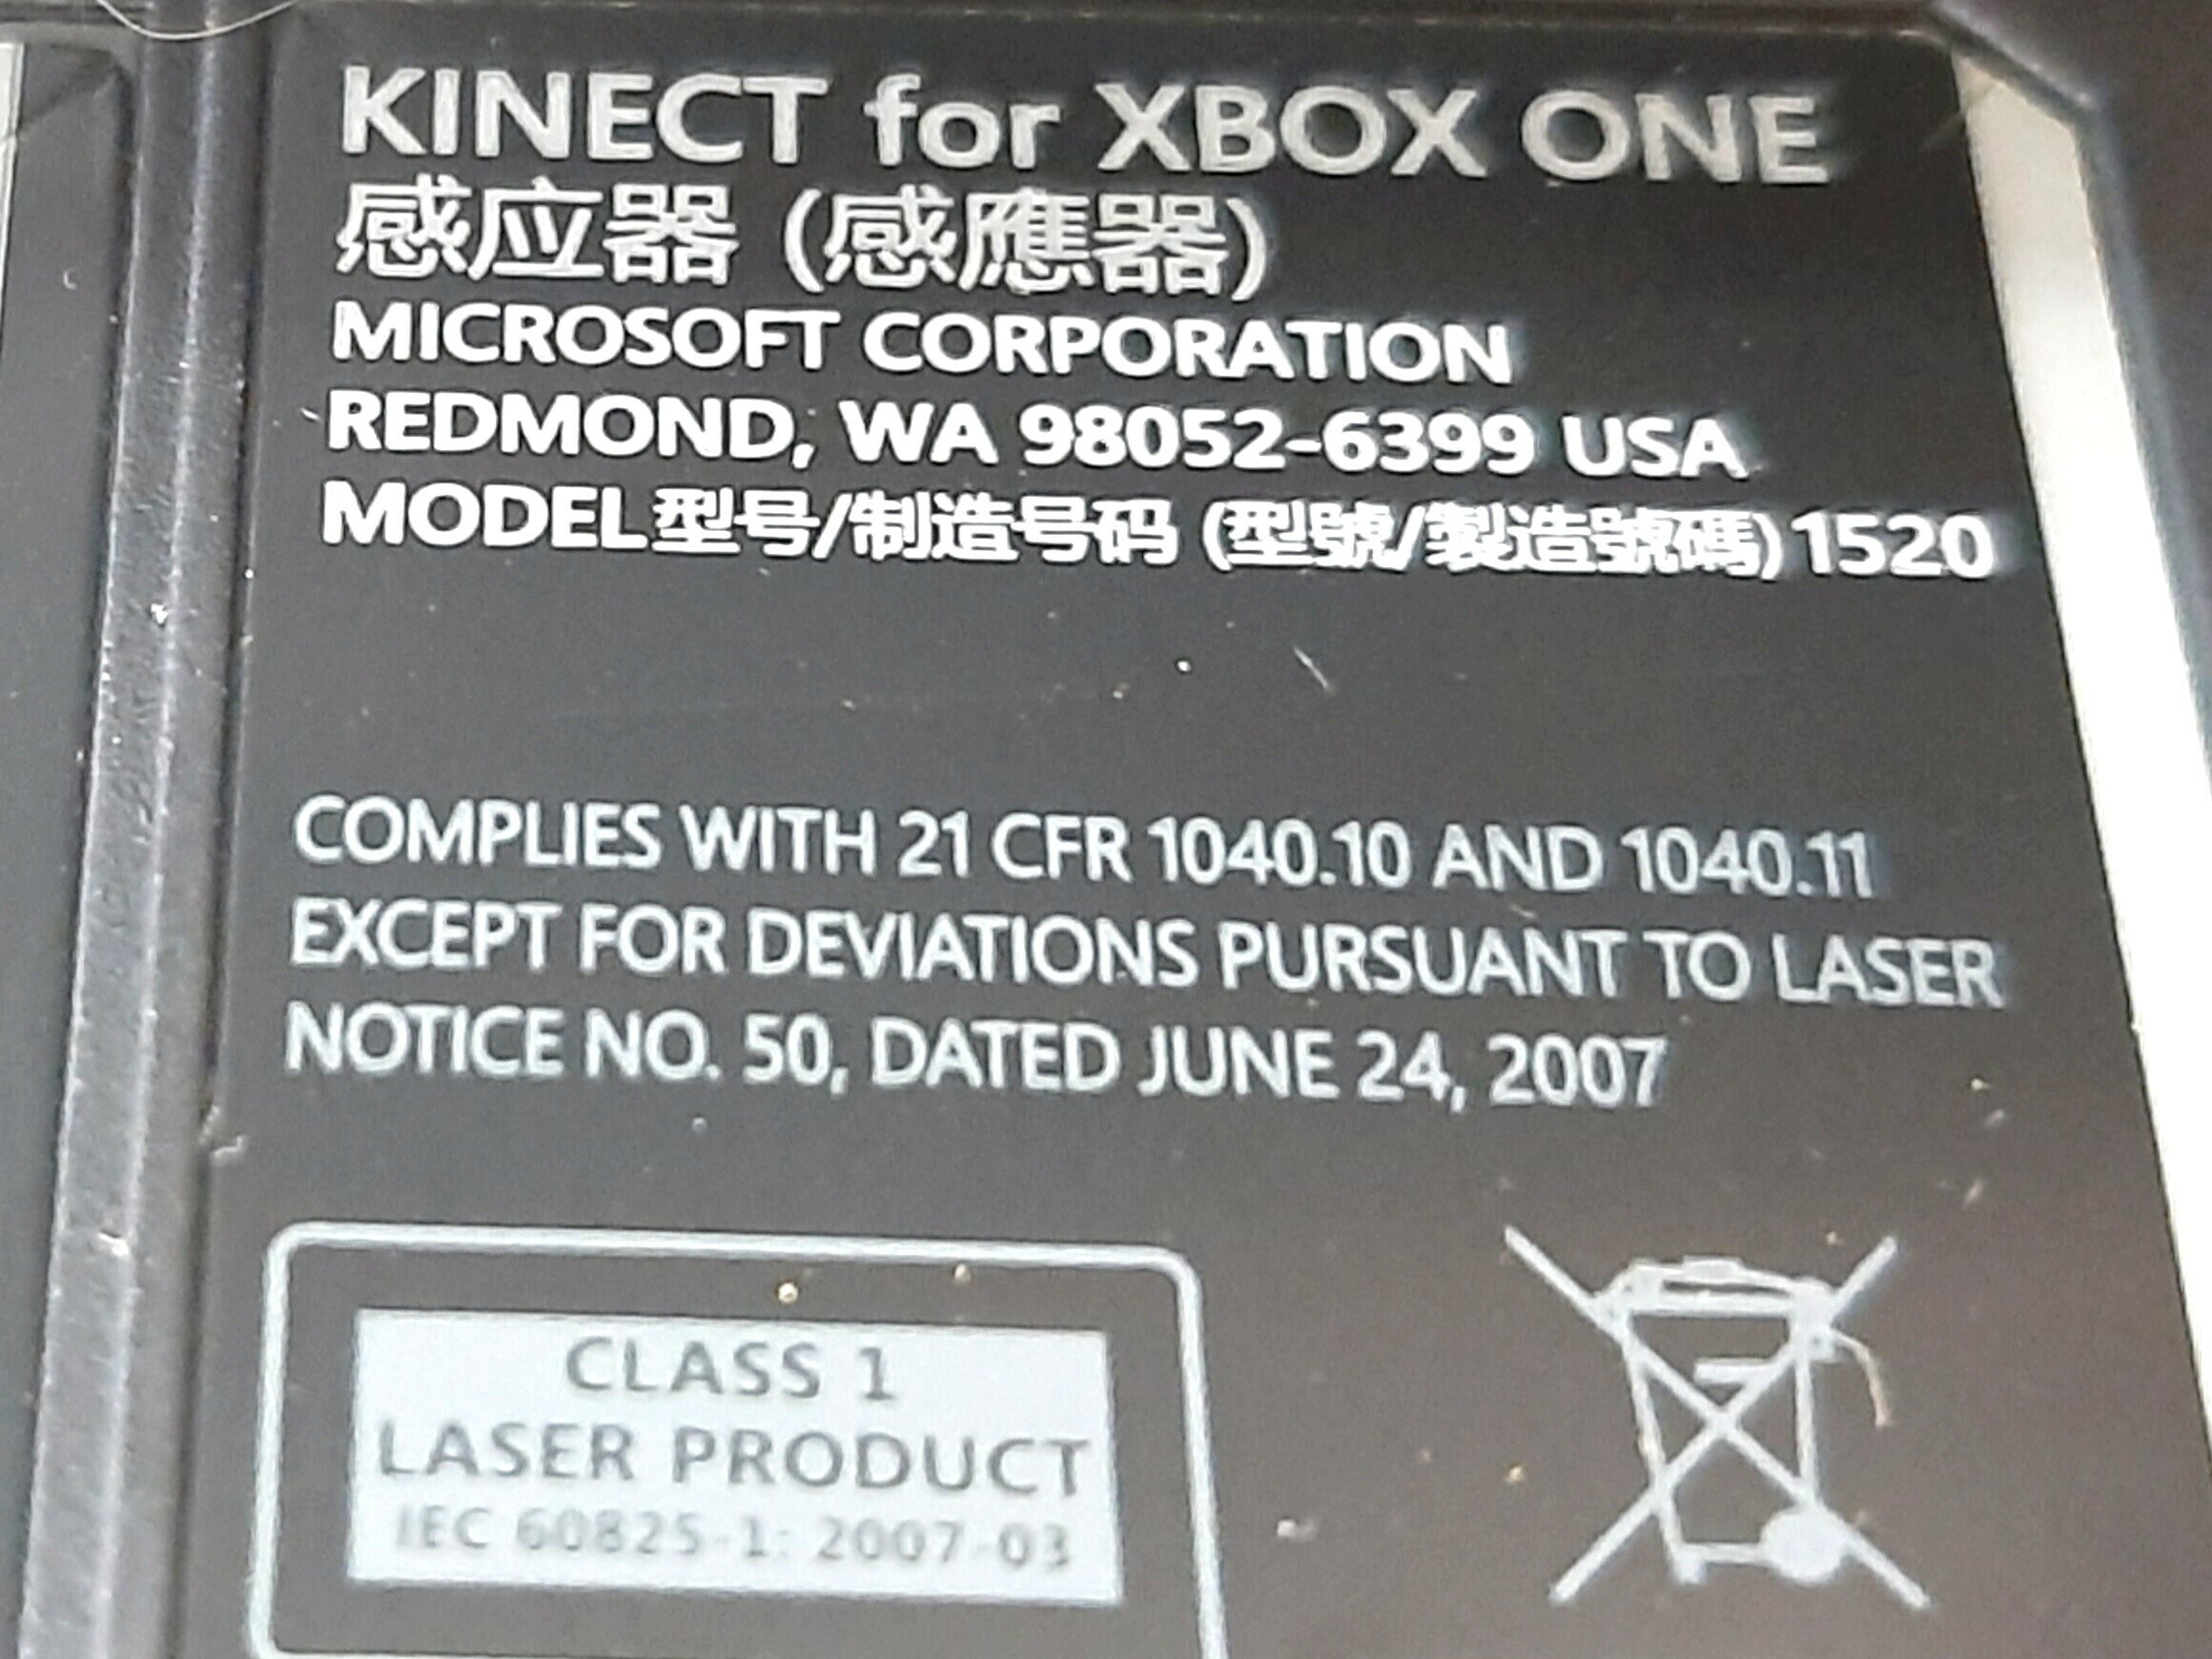 KINECT for XBOX ONE
感应器 (感應器)
MICROSOFT CORPORATION
REDMOND, WA 98052-6399 USA
MODEL型号/制造号码 (型號/製造號碼) 1520
COMPLIES WITH 21 CFR 1040.10 AND 1040.11
EXCEPT FOR DEVIATIONS PURSUANT TO LASER
NOTICE NO. 50, DATED JUNE 24, 2007
CLASS 1
LASER PRODUCT
IEC 60825-1: 2007-03